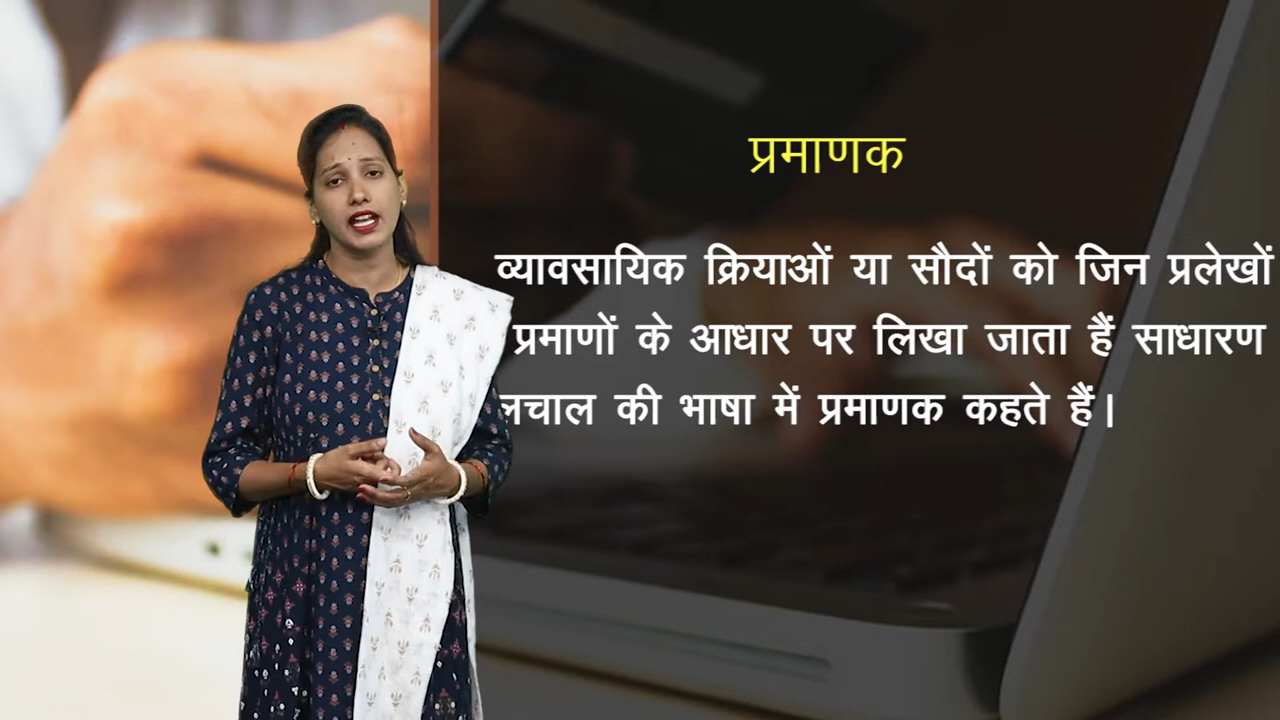 प्रमाणक
व्यावसायिक क्रियाओं या सौदों को जिन प्रलेखों
प्रमाणों के आधार पर लिखा जाता हैं साधारण
की भाषा में प्रमाणक कहते हैं।